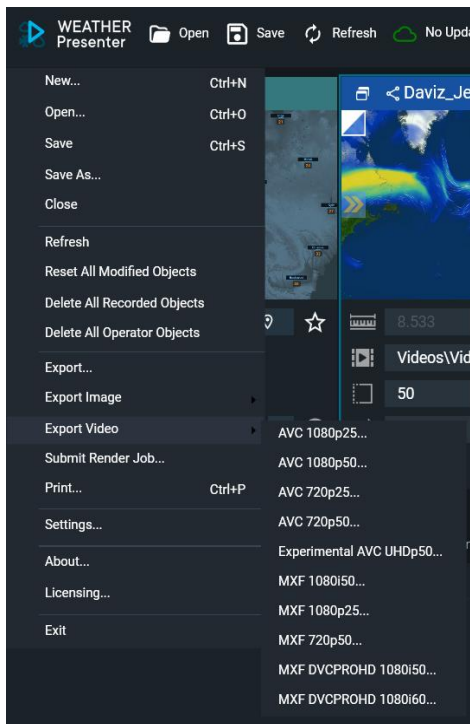 WEATHER
Presenter
Open
Save
Refresh
No Upda
New... Ctrl+N
Open... Ctrl+O
Save Ctrl+S
Save As...
Close
Refresh
Reset All Modified Objects
Delete All Recorded Objects
Delete All Operator Objects
Export...
Export Image
Export Video
Submit Render Job...
Print... Ctrl+P
Settings...
About...
Licensing...
Exit
Daviz_Je
8.533
Videos\Vid
50
AVC 1080p25...
AVC 1080p50...
AVC 720p25...
AVC 720p50...
Experimental AVC UHDp50...
MXF 1080i50...
MXF 1080p25...
MXF 720p50...
MXF DVCPROHD 1080i50...
MXF DVCPROHD 1080i60...